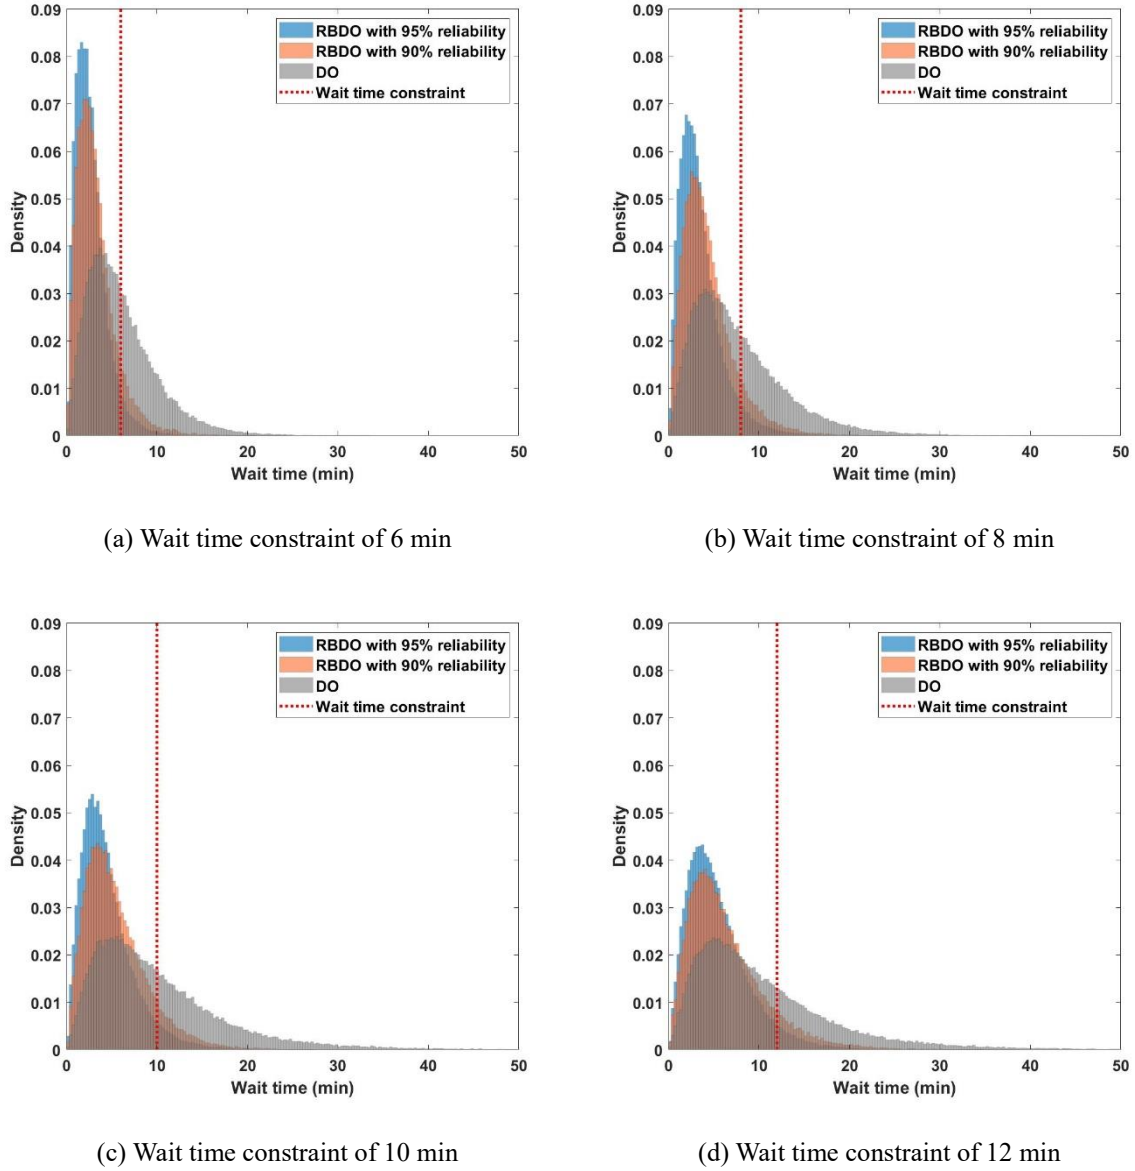 0.09
0.08
0.07
0.06
0.05
0.04
0.03
0.02
0.01
0
Density
0 10 20 30 40 50
Wait time (min)
RBDO with 95% reliability
RBDO with 90% reliability
DO
Wait time constraint
(a) Wait time constraint of 6 min
0.09
0.08
0.07
0.06
0.05
0.04
0.03
0.02
0.01
0
Density
0 10 20 30 40 50
Wait time (min)
RBDO with 95% reliability
RBDO with 90% reliability
DO
Wait time constraint
(b) Wait time constraint of 8 min
0.09
0.08
0.07
0.06
0.05
0.04
0.03
0.02
0.01
0
Density
0 10 20 30 40 50
Wait time (min)
RBDO with 95% reliability
RBDO with 90% reliability
DO
Wait time constraint
(c) Wait time constraint of 10 min
0.09
0.08
0.07
0.06
0.05
0.04
0.03
0.02
0.01
0
Density
0 10 20 30 40 50
Wait time (min)
RBDO with 95% reliability
RBDO with 90% reliability
DO
Wait time constraint
(d) Wait time constraint of 12 min